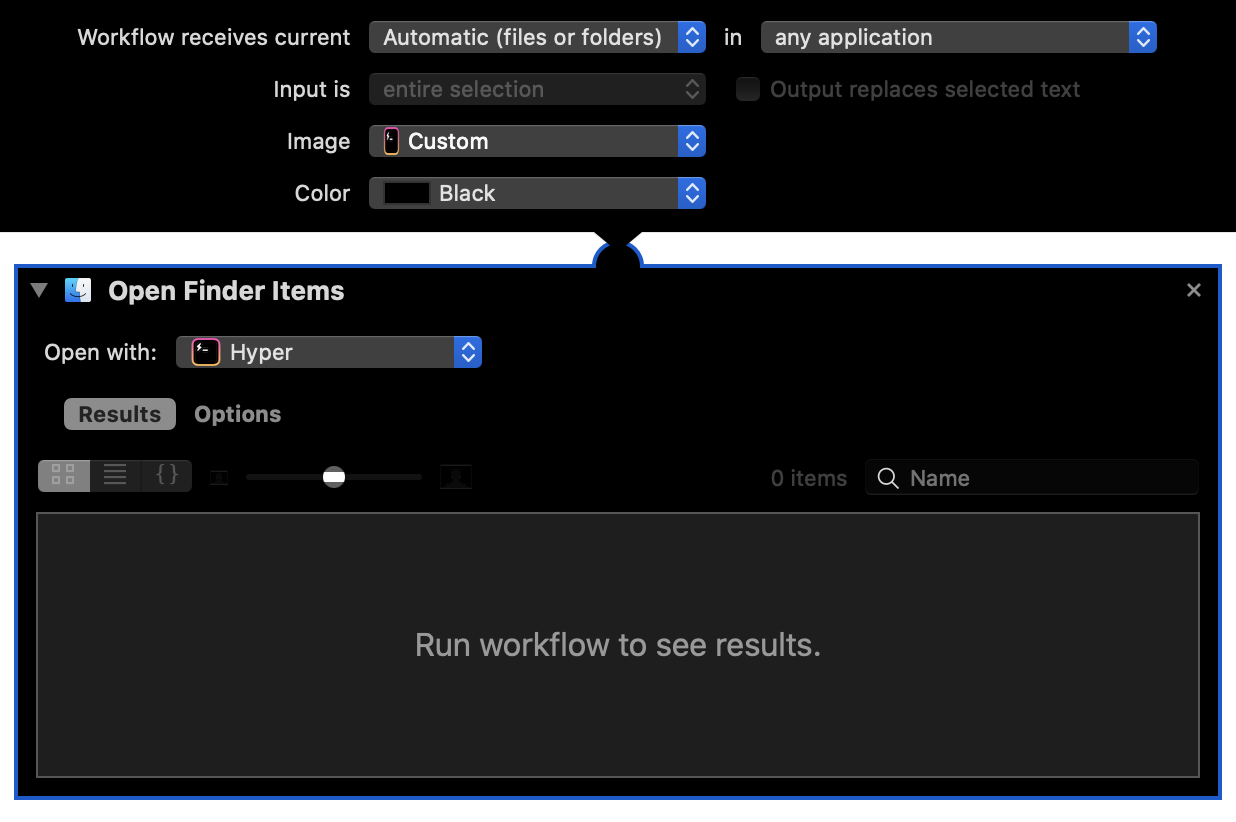 Workflow receives current Automatic (files or folders) in any application
Input is entire selection Output replaces selected text
Image Custom
Color Black
Open Finder Items
Open with: Hyper
Results Options
{} 0 items Name
Run workflow to see results.